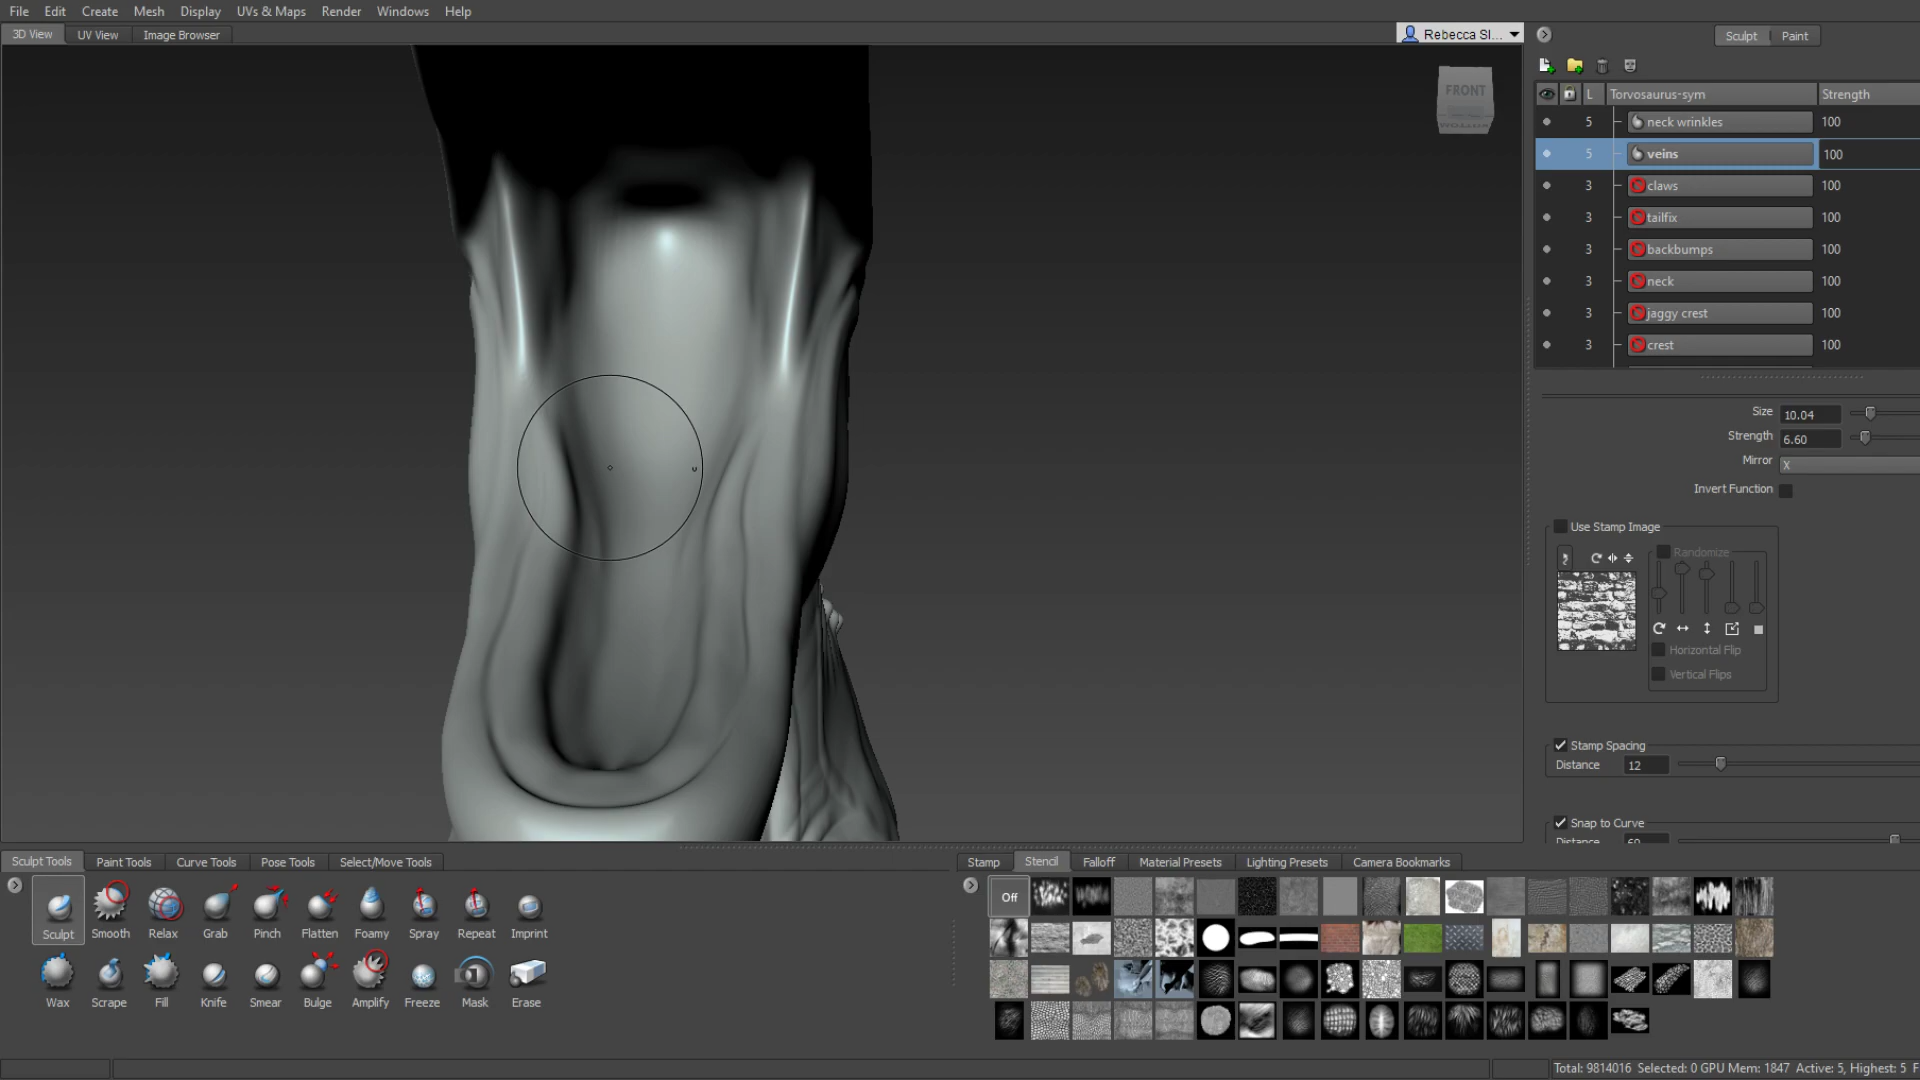 File Edit Create Mesh Display UVs & Maps Render Windows Help
3D View UV View Image Browser
Rebecca Sl...
Sculpt Paint
FRONT
L Torvosaurus-sym Strength
5 neck wrinkles 100
5 veins 100
3 claws 100
3 tailfix 100
3 backbumps 100
3 neck 100
3 jaggy crest 100
3 crest 100
Size 10.04
Strength 6.60
Mirror X
Invert Function
Use Stamp Image
Randomize
Horizontal Flip
Vertical Flips
Stamp Spacing
Distance 12
Snap to Curve
Distance 60
Sculpt Tools Paint Tools Curve Tools Pose Tools Select/Move Tools
Sculpt Smooth Relax Grab Pinch Flatten Foamy Spray Repeat Imprint
Wax Scrape Fill Knife Smear Bulge Amplify Freeze Mask Erase
Stamp Stencil Falloff Material Presets Lighting Presets Camera Bookmarks
Off
Total: 9814016 Selected: 0 GPU Mem: 1847 Active: 5, Highest: 5 F